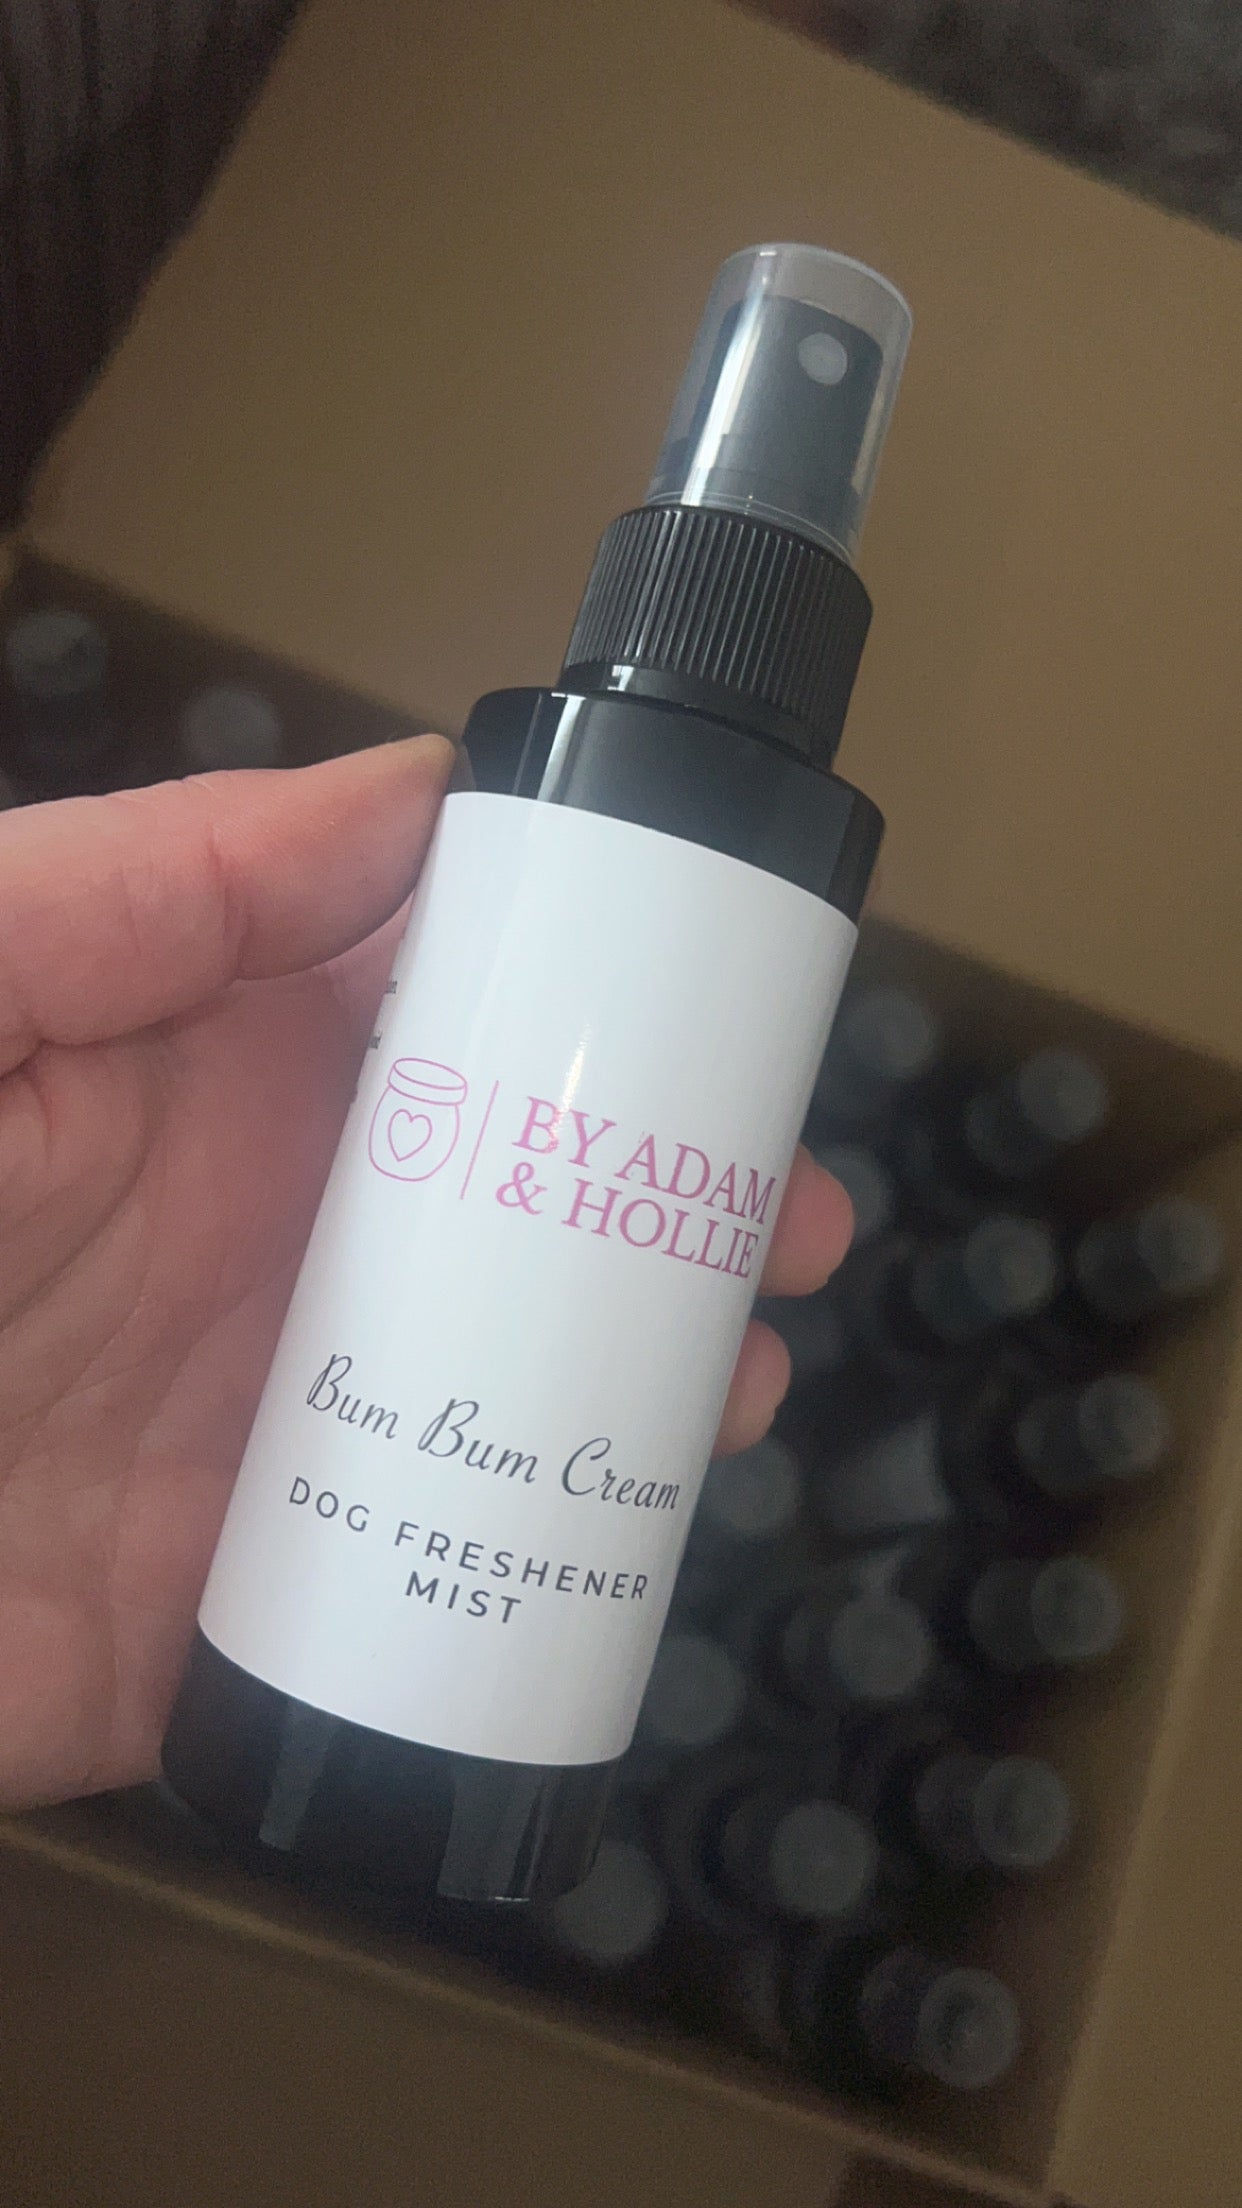 BY ADAM
& HOLLIE
Bum Bum Cream
DOG FRESHENER
MIST